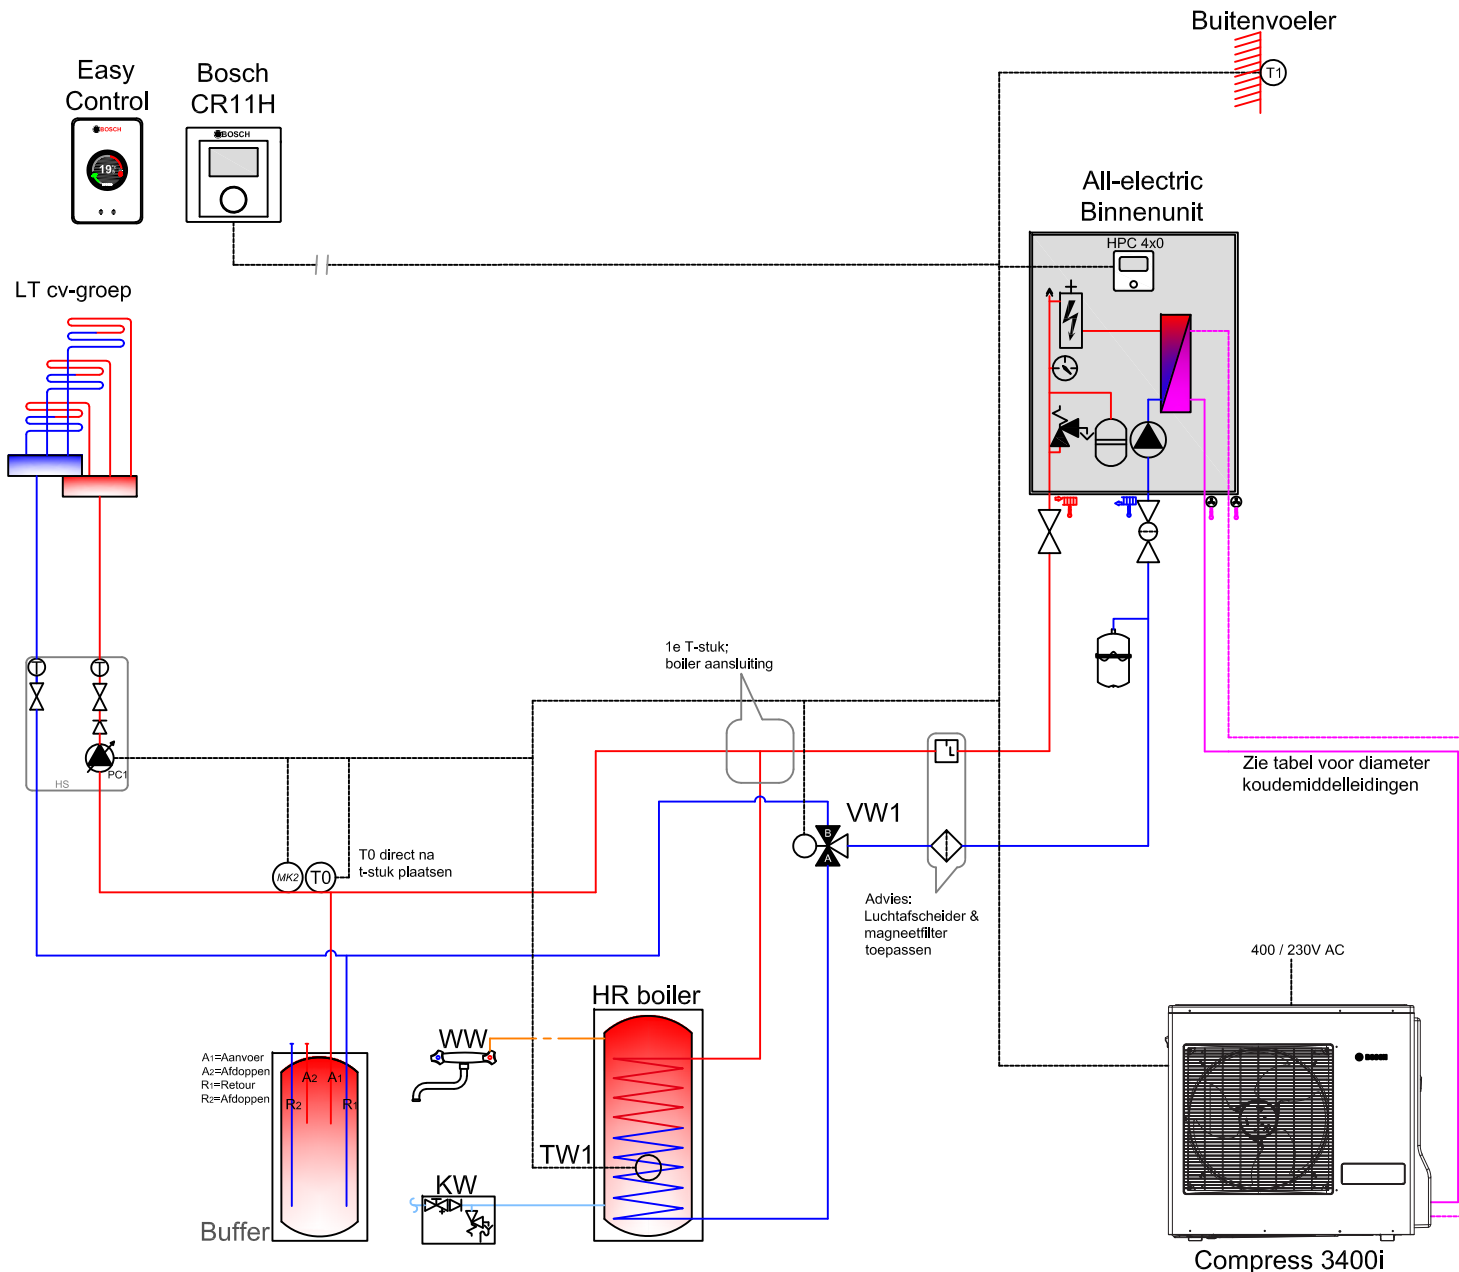 Buitenvoeler
T1
Easy
Control
BOSCH
19
Bosch
CR11H
BOSCH
All-electric
Binnenunit
HPC 4x0
LT cv-groep
T
T
PC1
HS
1e T-stuk;
boiler aansluiting
L
Zie tabel voor diameter
koudemiddelleidingen
VW1
B
A
MK2
T0
T0 direct na
t-stuk plaatsen
Advies:
Luchtafscheider &
magneetfilter
toepassen
400 / 230V AC
HR boiler
WW
TW1
KW
A1=Aanvoer
A2=Afdoppen
R1=Retour
R2=Afdoppen
A2
A1
R2
R1
Buffer
BOSCH
Compress 3400i